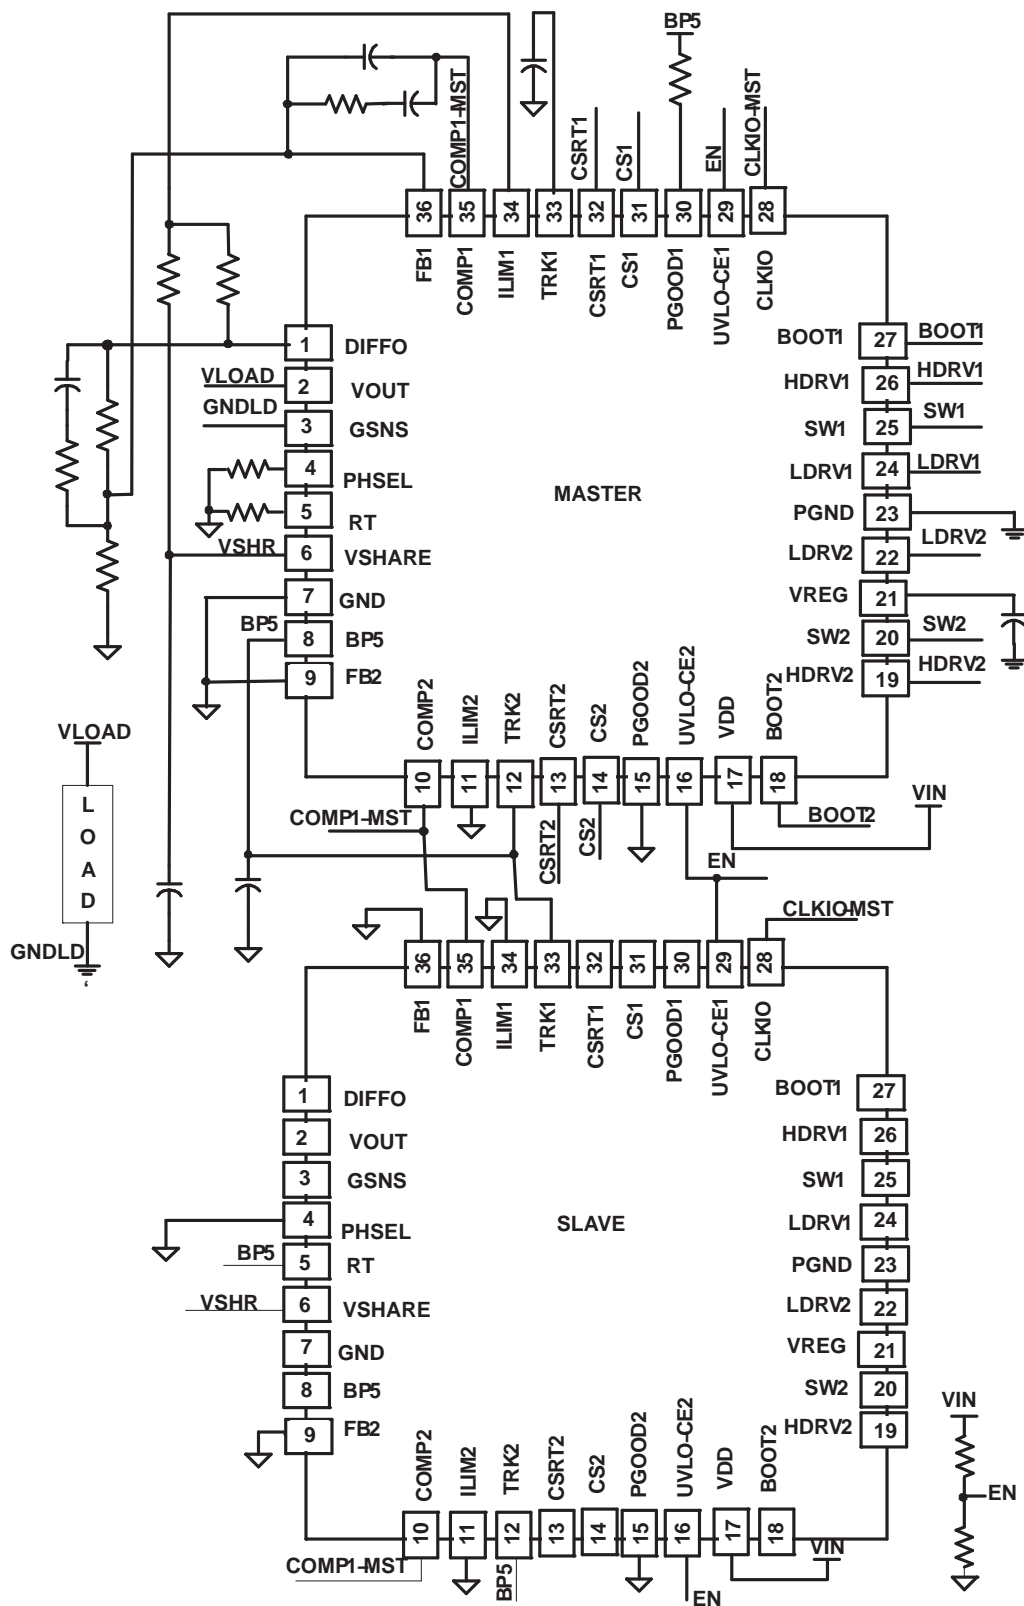 BP5
COMP1-MST
CSRT1
CS1
EN
CLKIO-MST
36
35
34
33
32
31
30
29
28
FB1
COMP1
ILIM1
TRK1
CSRT1
CS1
PGOOD1
UVLO-CE1
CLKIO
1 DIFFO
VLOAD 2 VOUT
GNDLD 3 GSNS
4 PHSEL
5 RT
VSHR 6 VSHARE
7 GND
BP5 8 BP5
9 FB2
MASTER
BOOT1 27 BOOT1
HDRV1 26 HDRV1
SW1 25 SW1
LDRV1 24 LDRV1
PGND 23
LDRV2 22 LDRV2
VREG 21
SW2 20 SW2
HDRV2 19 HDRV2
COMP2
ILIM2
TRK2
CSRT2
CS2
PGOOD2
UVLO-CE2
VDD
BOOT2
10
11
12
13
14
15
16
17
18
COMP1-MST
CSRT2
CS2
EN
BOOT2
VIN
VLOAD
L
O
A
D
GNDLD
CLKIO-MST
36
35
34
33
32
31
30
29
28
FB1
COMP1
ILIM1
TRK1
CSRT1
CS1
PGOOD1
UVLO-CE1
CLKIO
1 DIFFO
2 VOUT
3 GSNS
4 PHSEL
BP5 5 RT
VSHR 6 VSHARE
7 GND
8 BP5
9 FB2
SLAVE
BOOT1 27
HDRV1 26
SW1 25
LDRV1 24
PGND 23
LDRV2 22
VREG 21
SW2 20
HDRV2 19
COMP2
ILIM2
TRK2
CSRT2
CS2
PGOOD2
UVLO-CE2
VDD
BOOT2
10
11
12
13
14
15
16
17
18
COMP1-MST
BP5
EN
VIN
VIN
EN